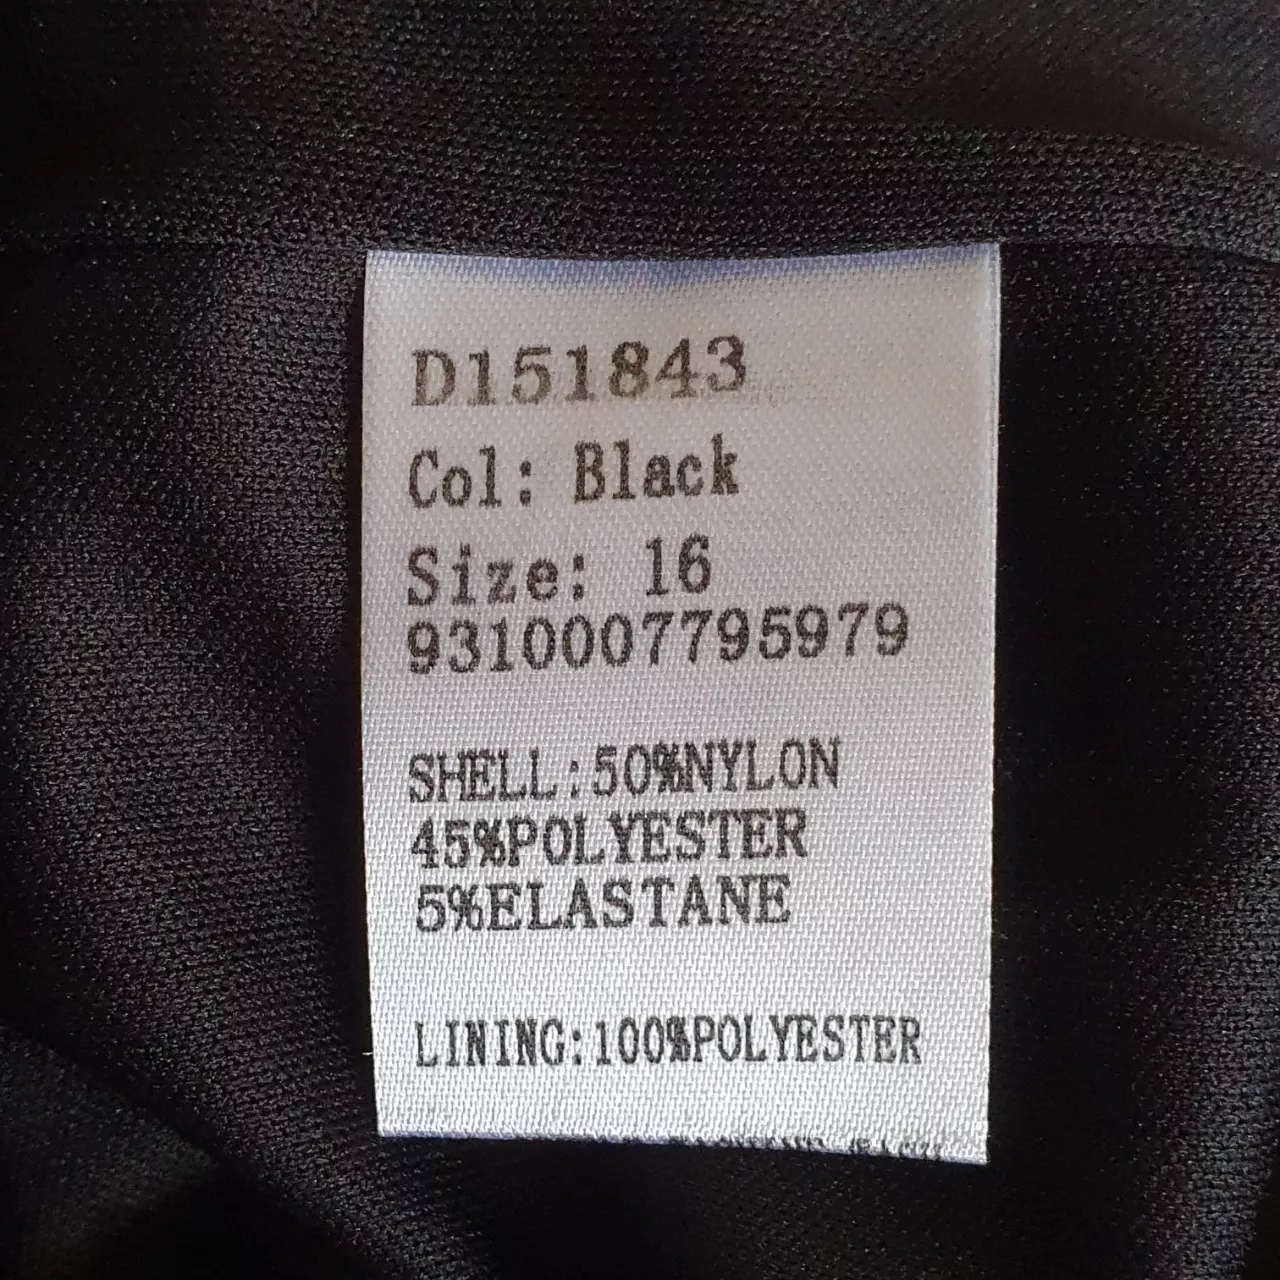 D151843
Col: Black
Size: 16
9310007795979
SHELL:50%NYLON
45%POLYESTER
5%ELASTANE
LINING:100%POLYESTER